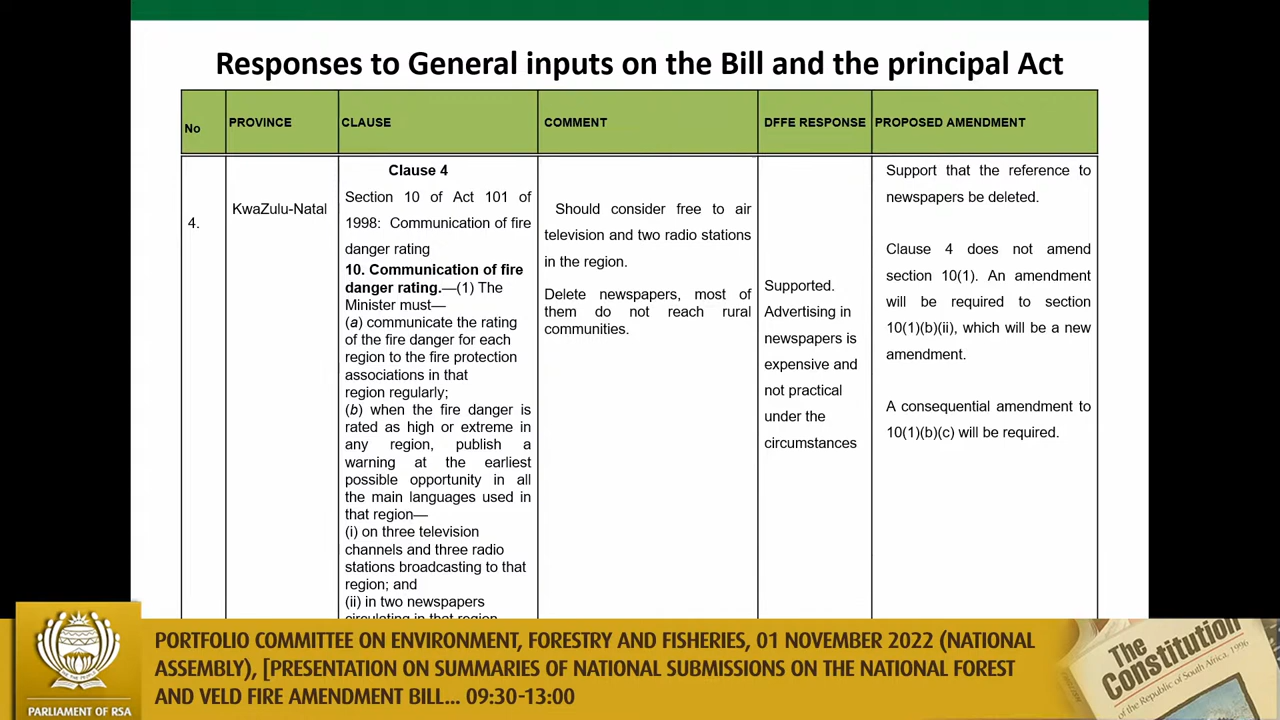 Responses to General inputs on the Bill and the principal Act
No
PROVINCE
CLAUSE
COMMENT
DFFE RESPONSE
PROPOSED AMENDMENT
4.
KwaZulu-Natal
Clause 4
Section 10 of Act 101 of
1998: Communication of fire
danger rating
10. Communication of fire
danger rating.—(1) The
Minister must—
(a) communicate the rating
of the fire danger for each
region to the fire protection
associations in that
region regularly;
(b) when the fire danger is
rated as high or extreme in
any region, publish a
warning at the earliest
possible opportunity in all
the main languages used in
that region—
(i) on three television
channels and three radio
stations broadcasting to that
region; and
(ii) in two newspapers
circulating in that region
Should consider free to air
television and two radio stations
in the region.
Delete newspapers, most of
them do not reach rural
communities.
Supported.
Advertising in
newspapers is
expensive and
not practical
under the
circumstances
Support that the reference to
newspapers be deleted.
Clause 4 does not amend
section 10(1). An amendment
will be required to section
10(1)(b)(ii), which will be a new
amendment.
A consequential amendment to
10(1)(b)(c) will be required.
PARLIAMENT OF RSA
PORTFOLIO COMMITTEE ON ENVIRONMENT, FORESTRY AND FISHERIES, 01 NOVEMBER 2022 (NATIONAL
ASSEMBLY), [PRESENTATION ON SUMMARIES OF NATIONAL SUBMISSIONS ON THE NATIONAL FOREST
AND VELD FIRE AMENDMENT BILL... 09:30-13:00
The
Constitution
of the Republic of South Africa, 1996